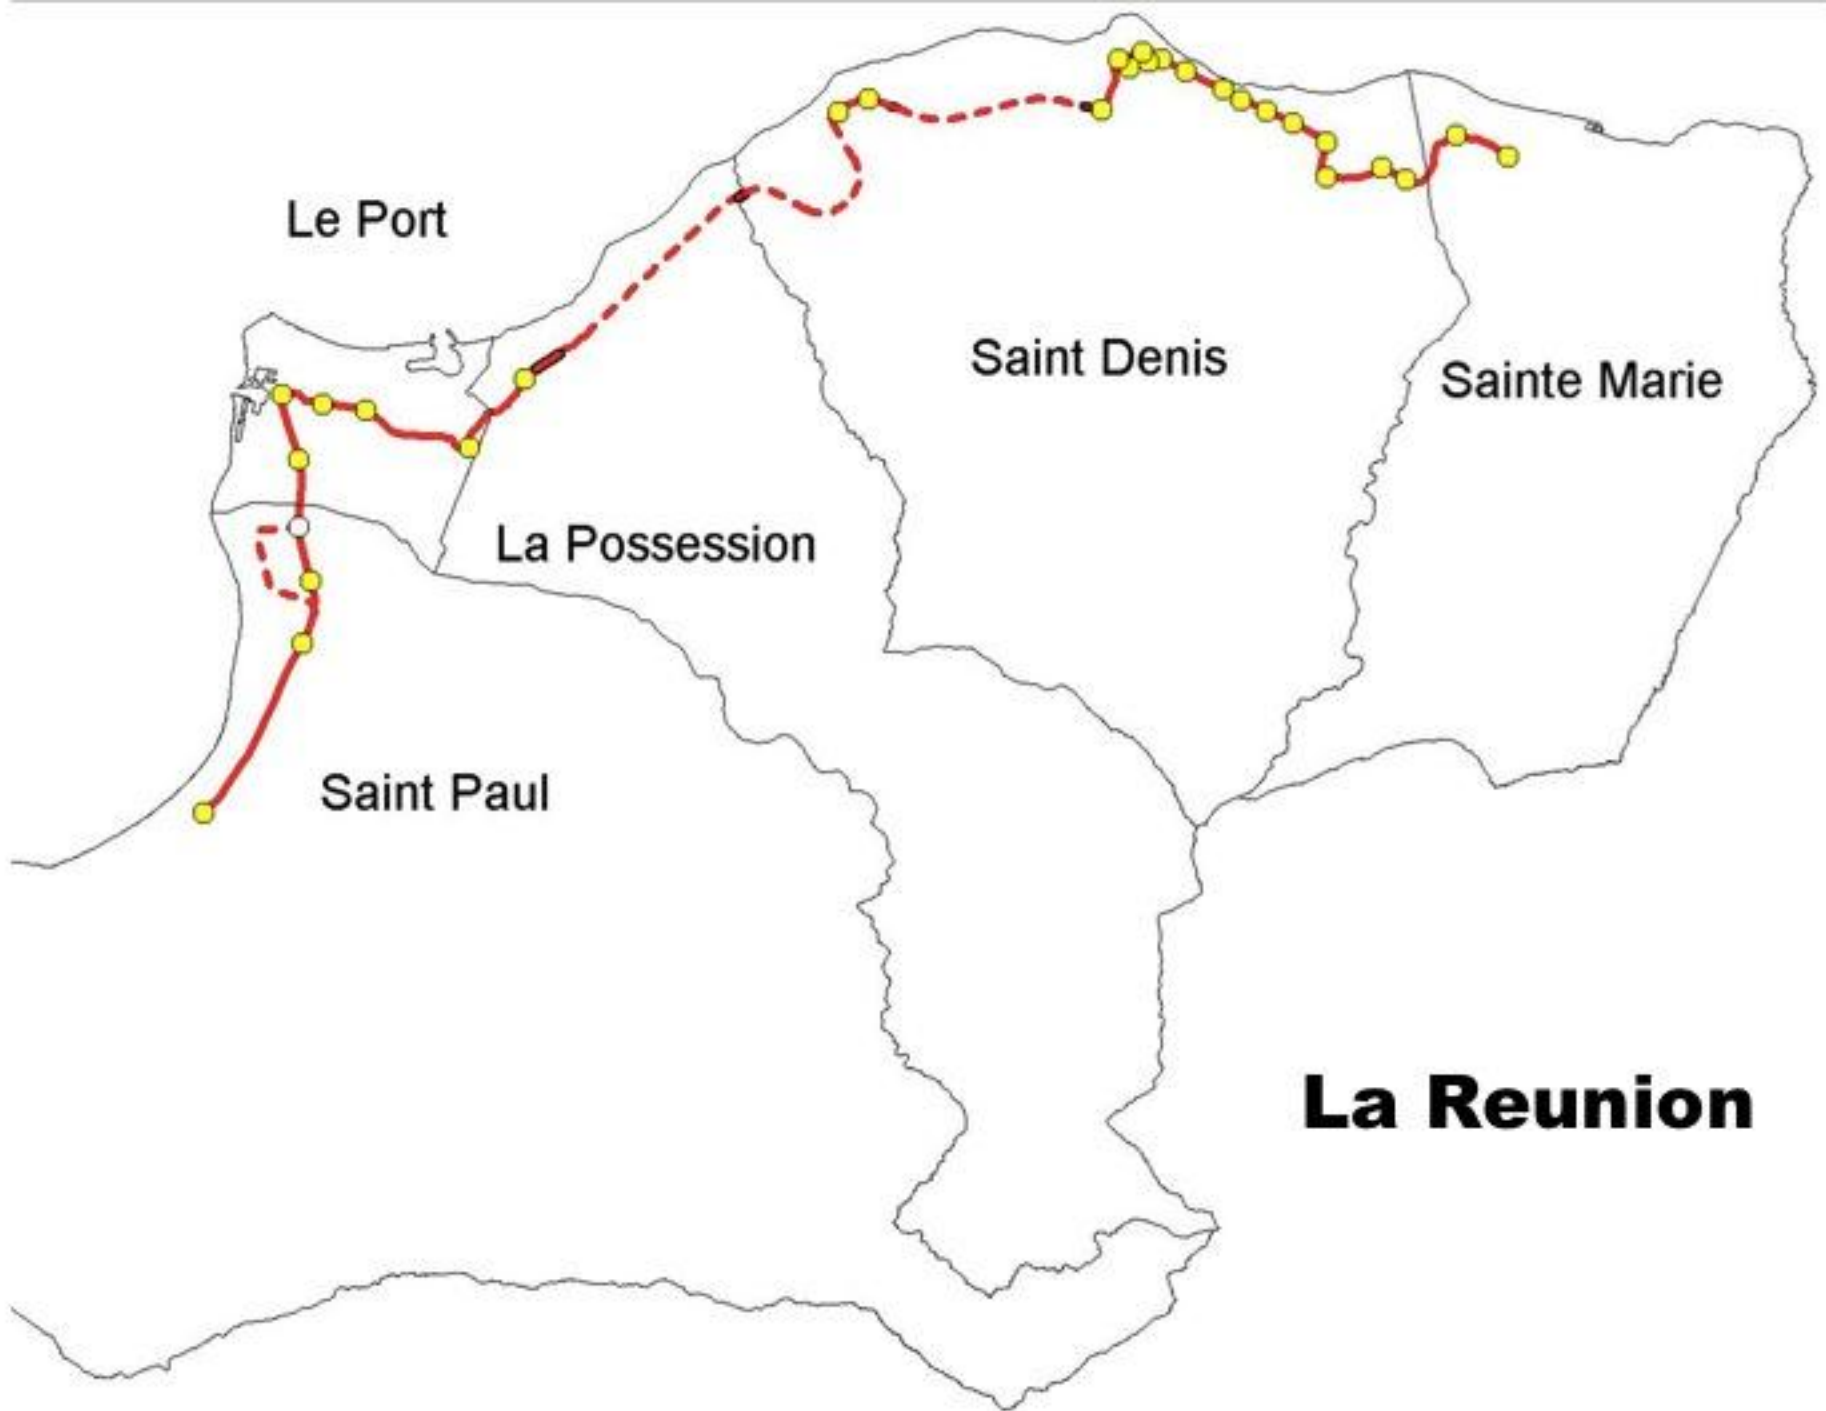 Le Port
Saint Denis
Sainte Marie
La Possession
Saint Paul
La Reunion